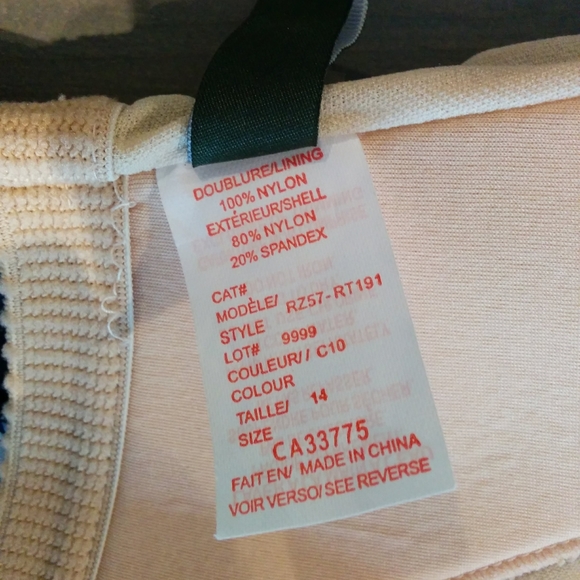 DOUBLURE/LINING
100% NYLON
EXTÉRIEUR/SHELL
80% NYLON
20% SPANDEX
CAT#
MODÈLE/ RZ57-RT191
STYLE
LOT# 9999
COULEUR// C10
COLOUR
TAILLE/ 14
SIZE
CA33775
FAIT EN/ MADE IN CHINA
VOIR VERSO/ SEE REVERSE